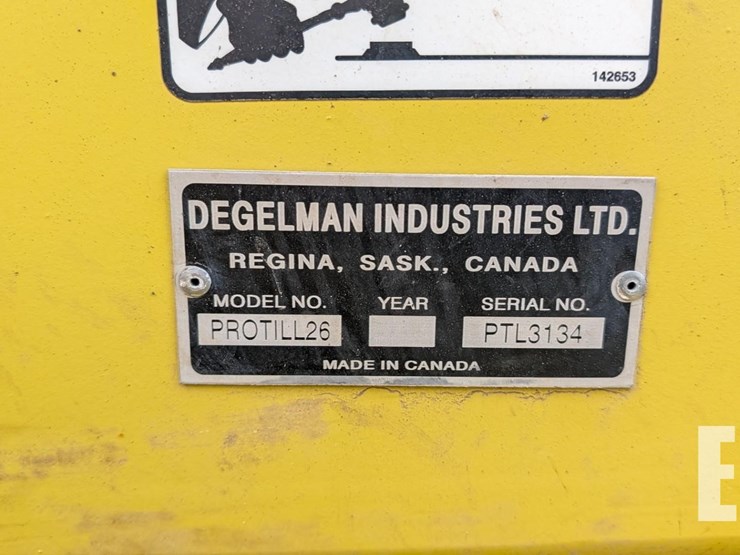 142653
DEGELMAN INDUSTRIES LTD.
REGINA, SASK., CANADA
MODEL NO. YEAR SERIAL NO.
PROTILL26 PTL3134
MADE IN CANADA
E